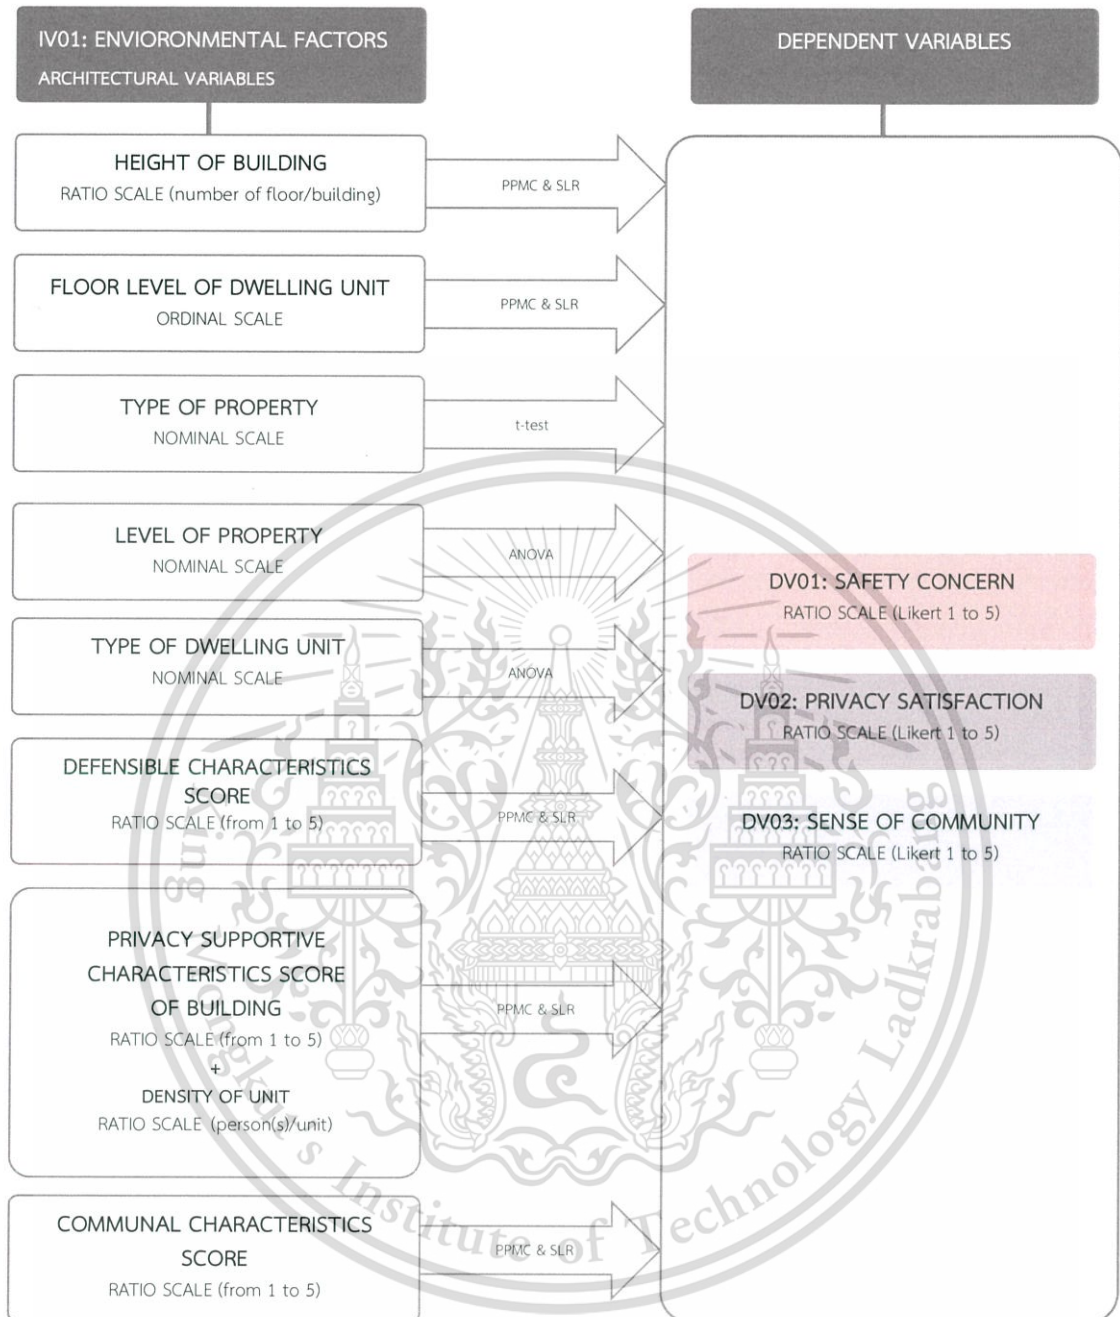 IV01: ENVIORONMENTAL FACTORS
ARCHITECTURAL VARIABLES
DEPENDENT VARIABLES
HEIGHT OF BUILDING
RATIO SCALE (number of floor/building)
PPMC & SLR
FLOOR LEVEL OF DWELLING UNIT
ORDINAL SCALE
PPMC & SLR
TYPE OF PROPERTY
NOMINAL SCALE
t-test
LEVEL OF PROPERTY
NOMINAL SCALE
ANOVA
TYPE OF DWELLING UNIT
NOMINAL SCALE
ANOVA
DEFENSIBLE CHARACTERISTICS
SCORE
RATIO SCALE (from 1 to 5)
PPMC & SLR
PRIVACY SUPPORTIVE
CHARACTERISTICS SCORE
OF BUILDING
RATIO SCALE (from 1 to 5)
+
DENSITY OF UNIT
RATIO SCALE (person(s)/unit)
PPMC & SLR
COMMUNAL CHARACTERISTICS
SCORE
RATIO SCALE (from 1 to 5)
PPMC & SLR
DV01: SAFETY CONCERN
RATIO SCALE (Likert 1 to 5)
DV02: PRIVACY SATISFACTION
RATIO SCALE (Likert 1 to 5)
DV03: SENSE OF COMMUNITY
RATIO SCALE (Likert 1 to 5)
King Mongkut's Institute of Technology Ladkrabang